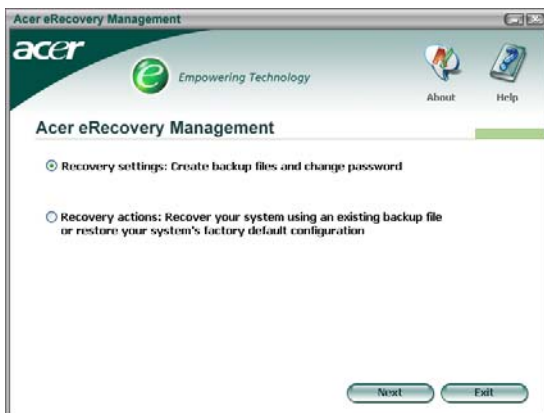 Acer eRecovery Management
acer
e Empowering Technology
About
Help
Acer eRecovery Management
Recovery settings: Create backup files and change password
Recovery actions: Recover your system using an existing backup file
or restore your system's factory default configuration
Next
Exit